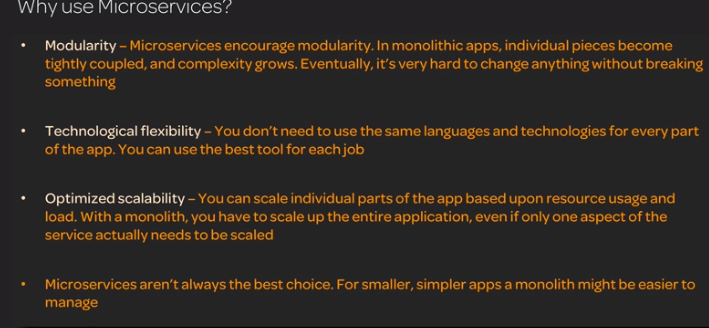 Why use Microservices?
• Modularity – Microservices encourage modularity. In monolithic apps, individual pieces become
tightly coupled, and complexity grows. Eventually, it's very hard to change anything without breaking
something
• Technological flexibility – You don't need to use the same languages and technologies for every part
of the app. You can use the best tool for each job
• Optimized scalability – You can scale individual parts of the app based upon resource usage and
load. With a monolith, you have to scale up the entire application, even if only one aspect of the
service actually needs to be scaled
• Microservices aren't always the best choice. For smaller, simpler apps a monolith might be easier to
manage